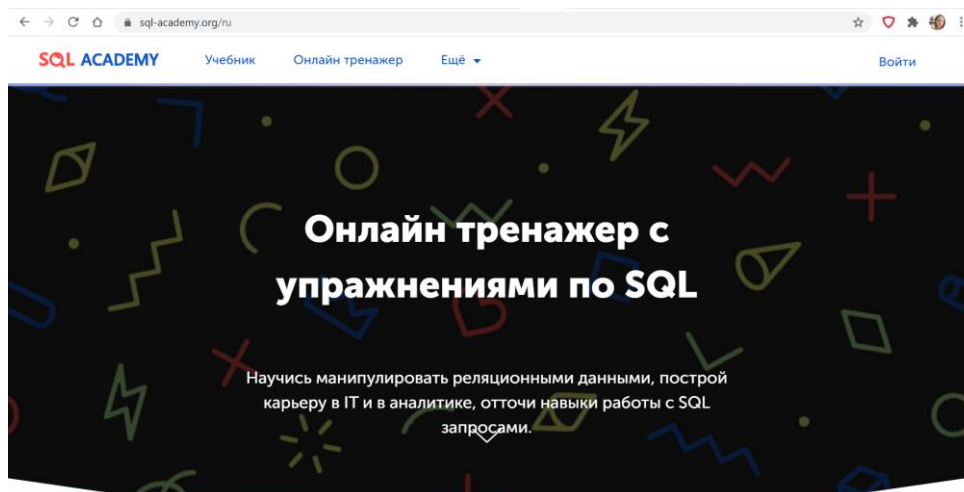 sql-academy.org/ru
SQL ACADEMY Учебник Онлайн тренажер Ещё Войти
Онлайн тренажер с
упражнениями по SQL
Научись манипулировать реляционными данными, построй
карьеру в IT и в аналитике, отточи навыки работы с SQL
запросами.